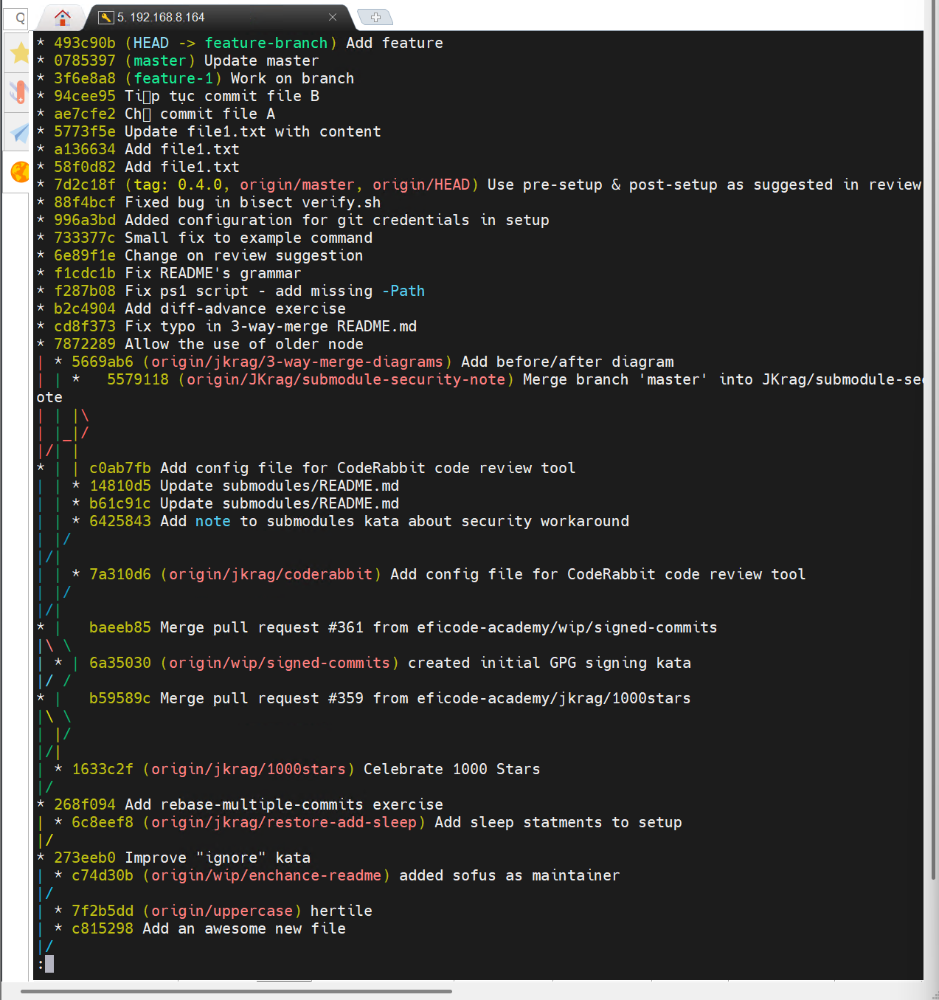 5. 192.168.8.164
* 493c90b (HEAD -> feature-branch) Add feature
* 0785397 (master) Update master
* 3f6e8a8 (feature-1) Work on branch
* 94cee95 Ti▯p tục commit file B
* ae7cfe2 Ch▯ commit file A
* 5773f5e Update file1.txt with content
* a136634 Add file1.txt
* 58f0d82 Add file1.txt
* 7d2c18f (tag: 0.4.0, origin/master, origin/HEAD) Use pre-setup & post-setup as suggested in review
* 88f4bcf Fixed bug in bisect verify.sh
* 996a3bd Added configuration for git credentials in setup
* 733377c Small fix to example command
* 6e89f1e Change on review suggestion
* f1cdc1b Fix README's grammar
* f287b08 Fix ps1 script - add missing -Path
* b2c4904 Add diff-advance exercise
* cd8f373 Fix typo in 3-way-merge README.md
* 7872289 Allow the use of older node
| * 5669ab6 (origin/jkrag/3-way-merge-diagrams) Add before/after diagram
| | *   5579118 (origin/JKrag/submodule-security-note) Merge branch 'master' into JKrag/submodule-sec
ote
| | |\
| |_|/
|/| |
* | | c0ab7fb Add config file for CodeRabbit code review tool
| | * 14810d5 Update submodules/README.md
| | * b61c91c Update submodules/README.md
| | * 6425843 Add note to submodules kata about security workaround
| |/
|/|
| | * 7a310d6 (origin/jkrag/coderabbit) Add config file for CodeRabbit code review tool
| |/
|/|
* |   baeeb85 Merge pull request #361 from eficode-academy/wip/signed-commits
|\ \
| * | 6a35030 (origin/wip/signed-commits) created initial GPG signing kata
|/ /
* |   b59589c Merge pull request #359 from eficode-academy/jkrag/1000stars
|\ \
| |/
|/|
| * 1633c2f (origin/jkrag/1000stars) Celebrate 1000 Stars
|/
* 268f094 Add rebase-multiple-commits exercise
| * 6c8eef8 (origin/jkrag/restore-add-sleep) Add sleep statments to setup
|/
* 273eeb0 Improve "ignore" kata
| * c74d30b (origin/wip/enchance-readme) added sofus as maintainer
|/
| * 7f2b5dd (origin/uppercase) hertile
| * c815298 Add an awesome new file
|/
: